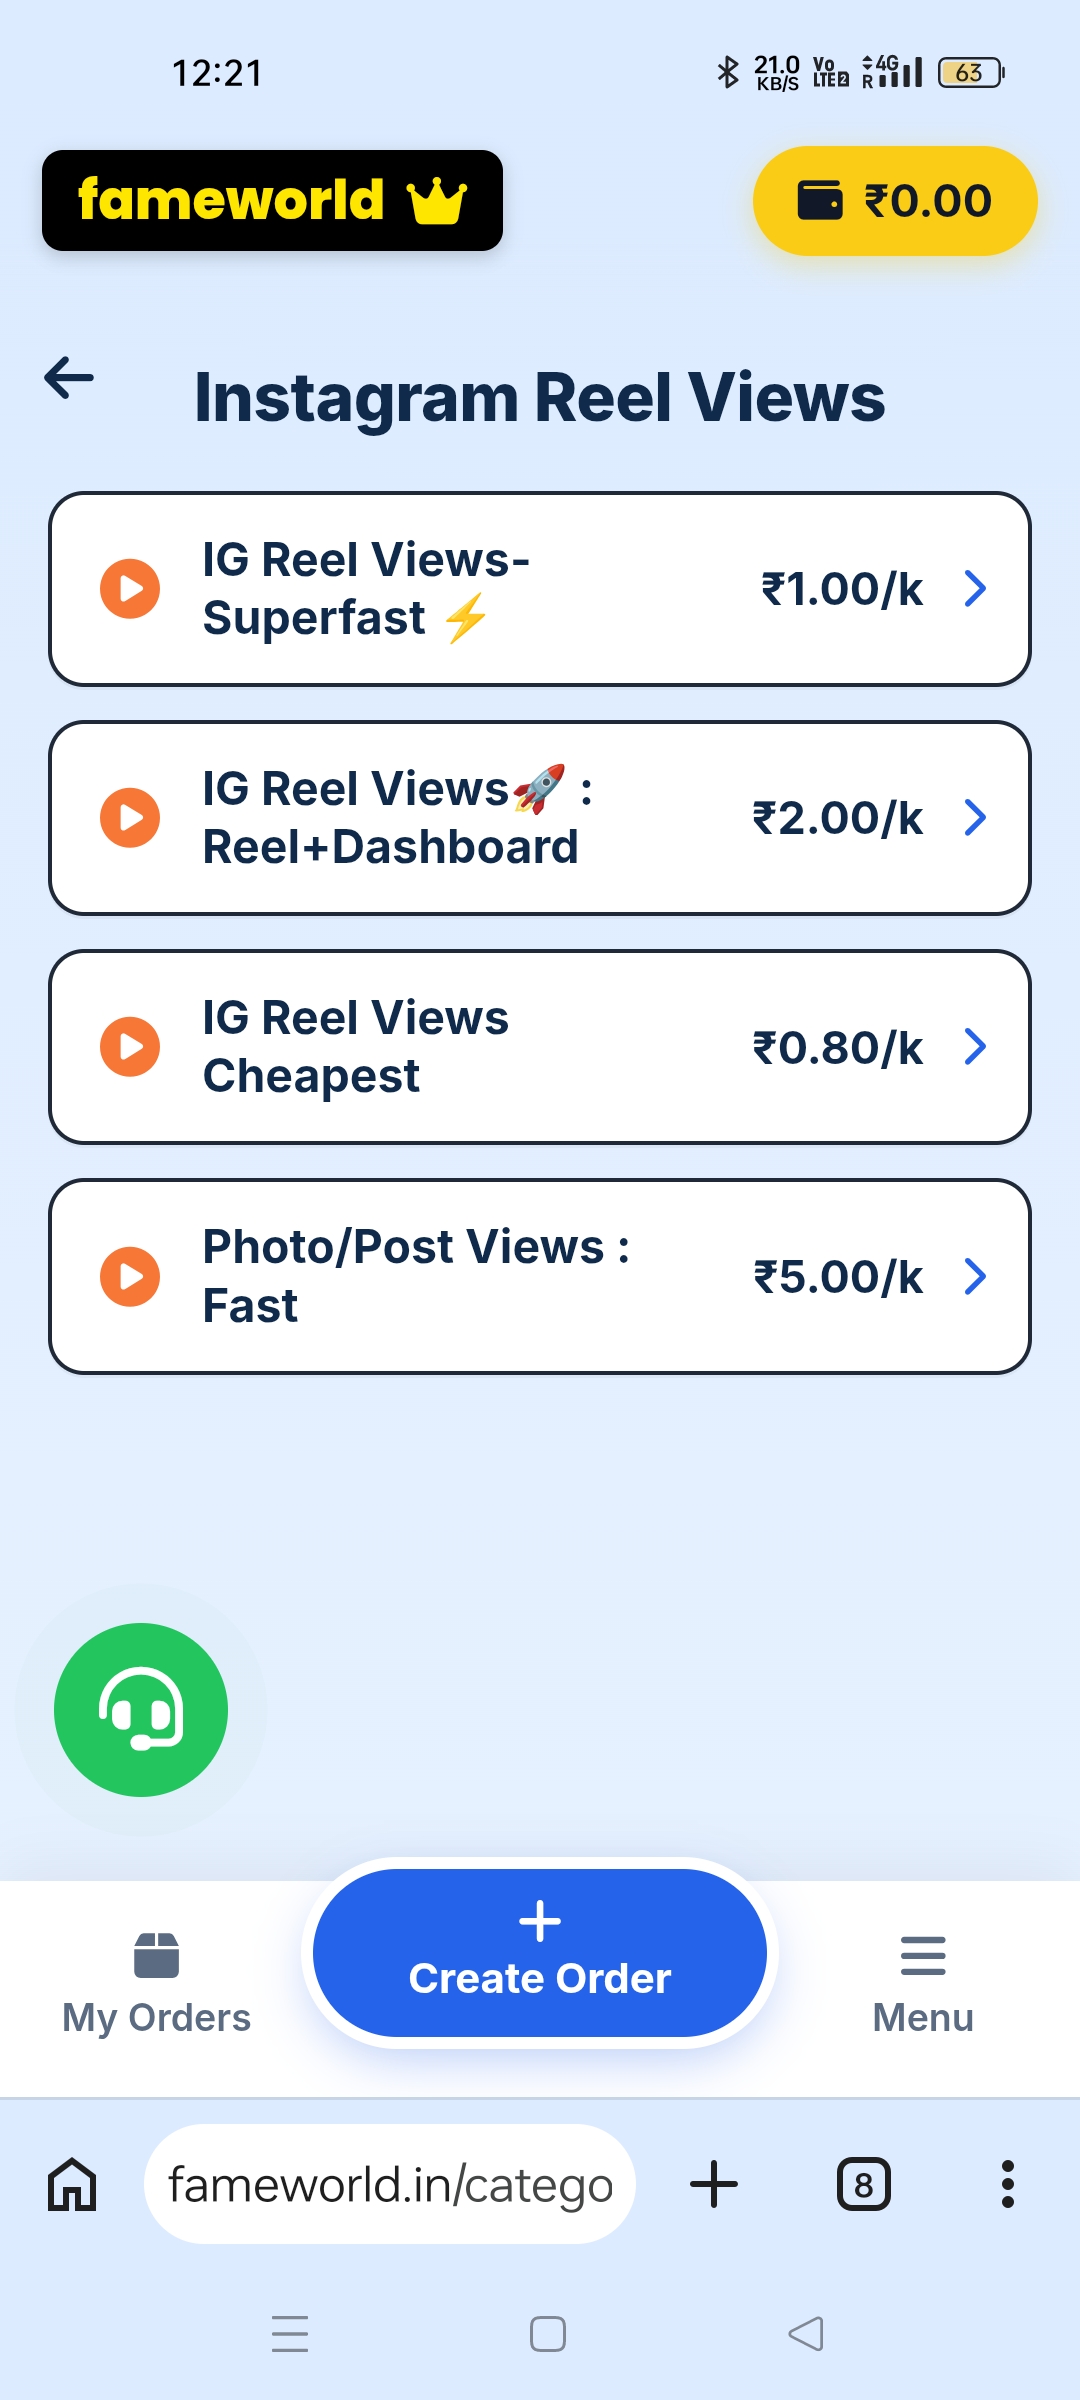 12:21
21.0 KB/S
Vo LTE 2
4G R
63
fameworld
₹0.00
Instagram Reel Views
IG Reel Views-
Superfast ⚡
₹1.00/k
IG Reel Views🚀 :
Reel+Dashboard
₹2.00/k
IG Reel Views
Cheapest
₹0.80/k
Photo/Post Views :
Fast
₹5.00/k
Create Order
My Orders
Menu
fameworld.in/catego
8